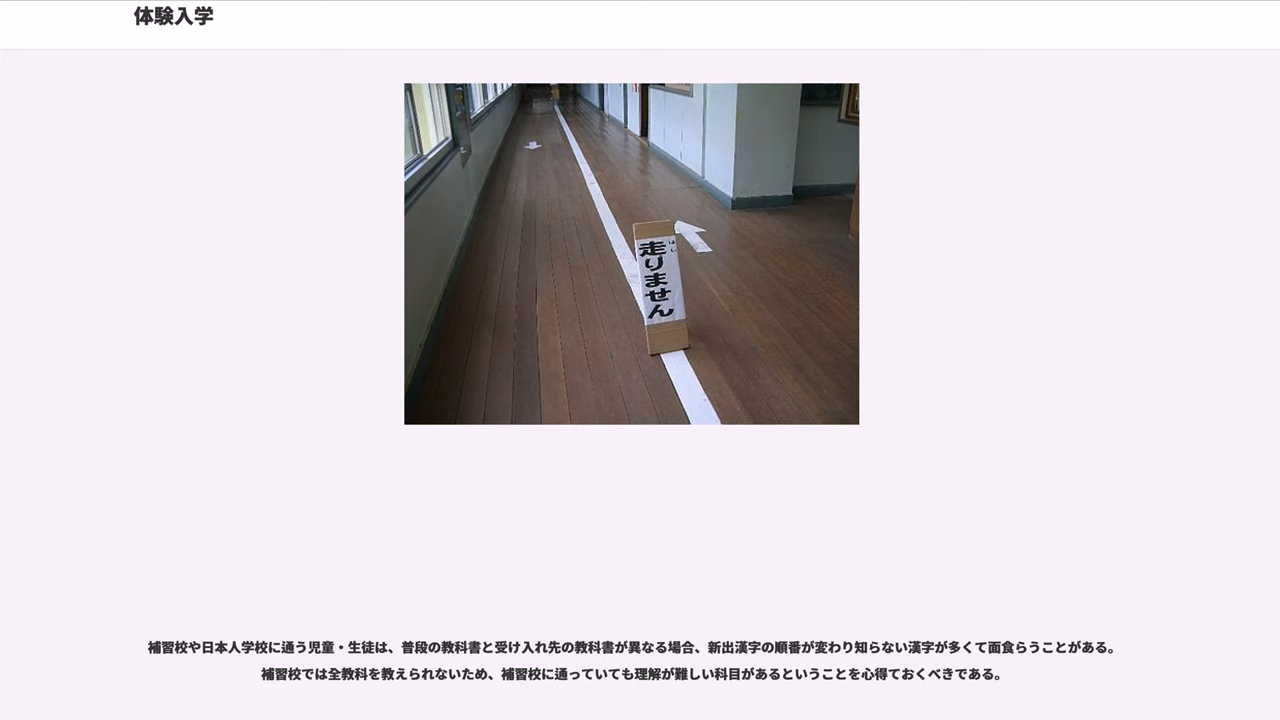 体験入学
走りません
はし
補習校や日本人学校に通う児童・生徒は、普段の教科書と受け入れ先の教科書が異なる場合、新出漢字の順番が変わり知らない漢字が多くて面食らうことがある。
補習校では全教科を教えられないため、補習校に通っていても理解が難しい科目があるということを心得ておくべきである。